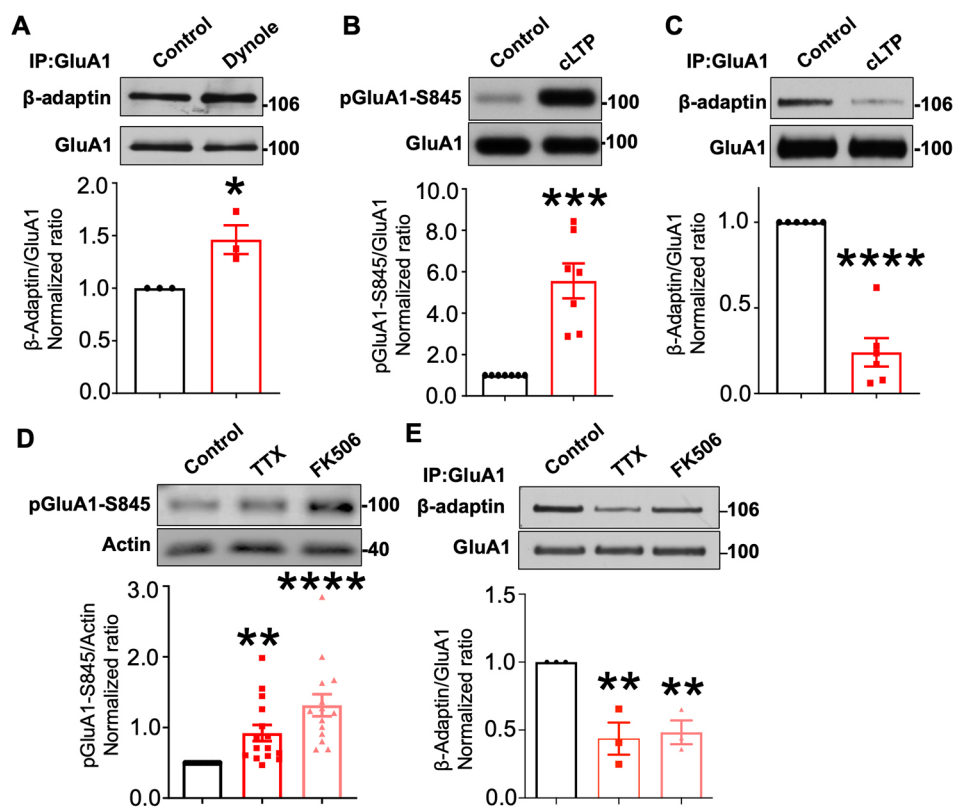 A
Control
Dynole
IP:GluA1
β-adaptin
-106
GluA1
-100
β-Adaptin/GluA1
Normalized ratio
2.0
1.5
1.0
0.5
0.0
*
B
Control
cLTP
pGluA1-S845
-100
GluA1
-100
pGluA1-S845/GluA1
Normalized ratio
10.0
8.0
6.0
4.0
2.0
0.0
***
C
Control
cLTP
IP:GluA1
β-adaptin
-106
GluA1
-100
β-Adaptin/GluA1
Normalized ratio
1.0
0.5
0.0
****
D
Control
TTX
FK506
pGluA1-S845
-100
Actin
-40
pGluA1-S845/Actin
Normalized ratio
3.0
2.0
1.0
0.0
**
****
E
Control
TTX
FK506
IP:GluA1
β-adaptin
-106
GluA1
-100
β-Adaptin/GluA1
Normalized ratio
1.5
1.0
0.5
0.0
**
**